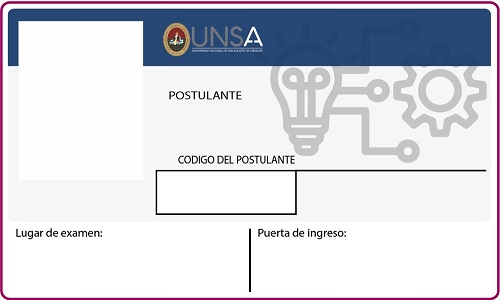 UNSA
UNIVERSIDAD NACIONAL DE SAN AGUSTÍN DE AREQUIPA
POSTULANTE
CODIGO DEL POSTULANTE
Lugar de examen:
Puerta de ingreso: